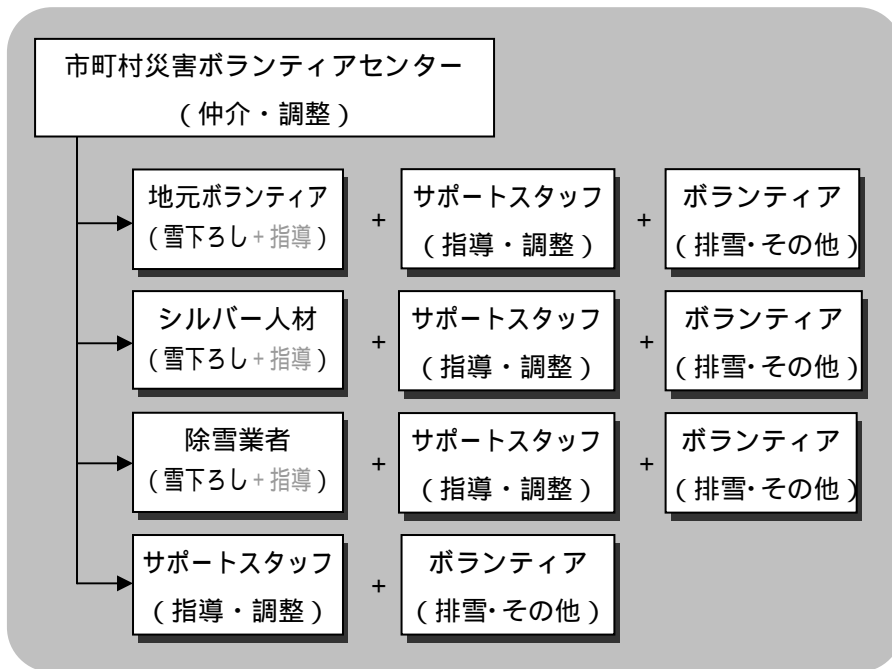 市町村災害ボランティアセンター
(仲介・調整)
地元ボランティア
(雪下ろし+指導)
+
サポートスタッフ
(指導・調整)
+
ボランティア
(排雪・その他)
シルバー人材
(雪下ろし+指導)
+
サポートスタッフ
(指導・調整)
+
ボランティア
(排雪・その他)
除雪業者
(雪下ろし+指導)
+
サポートスタッフ
(指導・調整)
+
ボランティア
(排雪・その他)
サポートスタッフ
(指導・調整)
+
ボランティア
(排雪・その他)